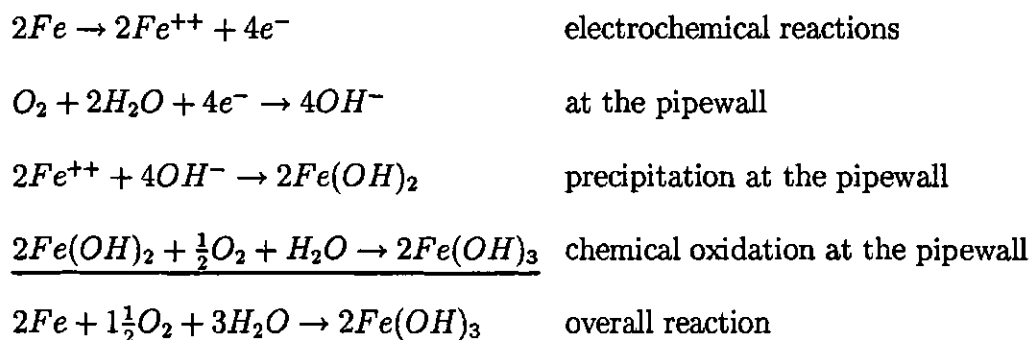 2Fe → 2Fe⁺⁺ + 4e⁻ electrochemical reactions
O₂ + 2H₂O + 4e⁻ → 4OH⁻ at the pipewall
2Fe⁺⁺ + 4OH⁻ → 2Fe(OH)₂ precipitation at the pipewall
2Fe(OH)₂ + ½O₂ + H₂O → 2Fe(OH)₃ chemical oxidation at the pipewall
2Fe + 1½O₂ + 3H₂O → 2Fe(OH)₃ overall reaction